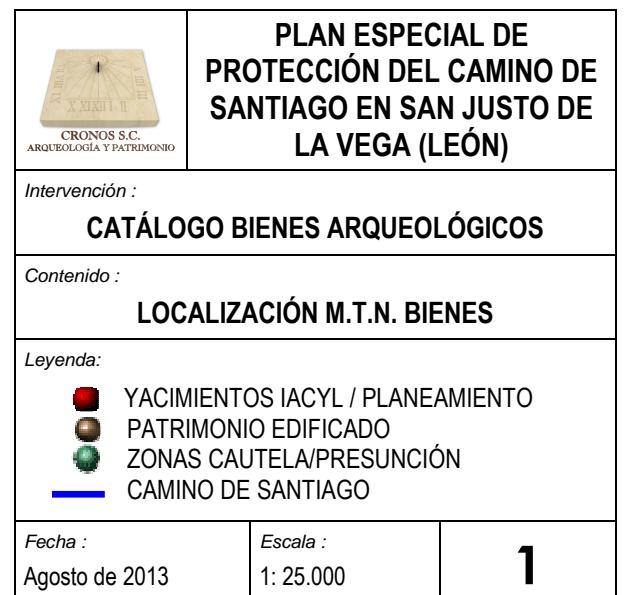 CRONOS S.C.
ARQUEOLOGÍA Y PATRIMONIO
PLAN ESPECIAL DE
PROTECCIÓN DEL CAMINO DE
SANTIAGO EN SAN JUSTO DE
LA VEGA (LEÓN)
Intervención :
CATÁLOGO BIENES ARQUEOLÓGICOS
Contenido :
LOCALIZACIÓN M.T.N. BIENES
Leyenda:
YACIMIENTOS IACYL / PLANEAMIENTO
PATRIMONIO EDIFICADO
ZONAS CAUTELA/PRESUNCIÓN
CAMINO DE SANTIAGO
Fecha :
Agosto de 2013
Escala :
1: 25.000
1